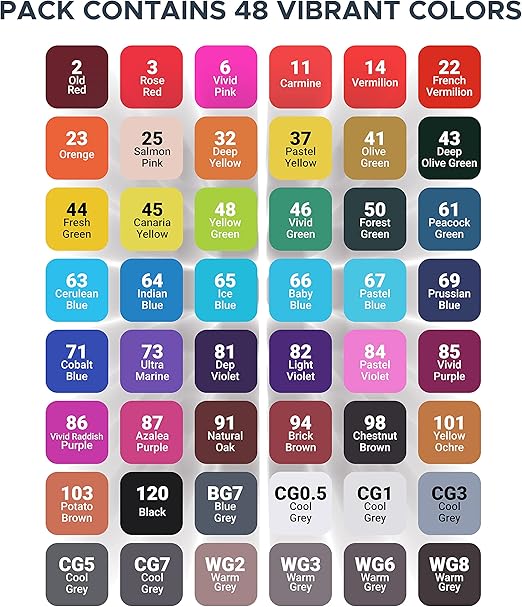 PACK CONTAINS 48 VIBRANT COLORS
2 3 6 11 14 22
Old Rose Vivid Carmine Vermilion French
Red Red Pink Vermilion
23 25 32 37 41 43
Orenge Salmon Deep Pastel Olive Deep
Pink Yellow Yellow Green Olive Green
44 45 48 46 50 61
Fresh Canaria Yellow Vivid Forest Peacock
Green Yellow Green Green Green Green
63 64 65 66 67 69
Cerulean Indian Ice Baby Pastel Prussian
Blue Blue Blue Blue Blue Blue
71 73 81 82 84 85
Cobalt Ultra Dep Light Pastel Vivid
Blue Marine Violet Violet Violet Purple
86 87 91 94 98 101
Vivid Raddish Azalea Natural Brick Chestnut Yellow
Purple Purple Oak Brown Brown Ochre
103 120 BG7 CG0.5 CG1 CG3
Potato Black Blue Cool Cool Cool
Brown Grey Grey Grey Grey
CG5 CG7 WG2 WG3 WG6 WG8
Cool Cool Warm Warm Warm Warm
Grey Grey Grey Grey Grey Grey